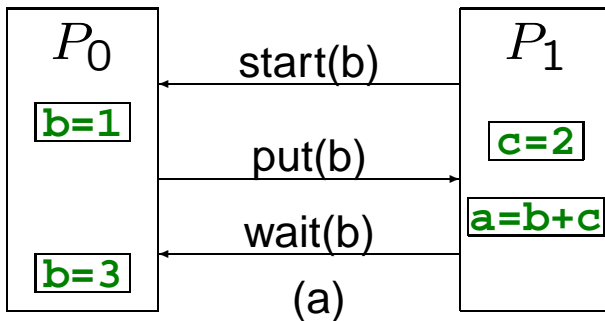 P0
P1
start(b)
b=1
c=2
put(b)
a=b+c
wait(b)
b=3
(a)